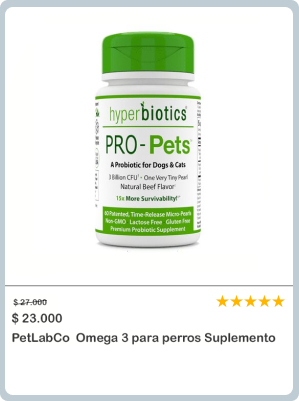 hyperbiotics
PRO-Pets
A Probiotic for Dogs & Cats
3 Billion CFU† • One Very Tiny Pearl
Natural Beef Flavor
15x More Survivability!*
60 Patented, Time-Release Micro-Pearls
Non-GMO Lactose Free Gluten Free
Premium Probiotic Supplement
$ 27.000
$ 23.000
PetLabCo Omega 3 para perros Suplemento